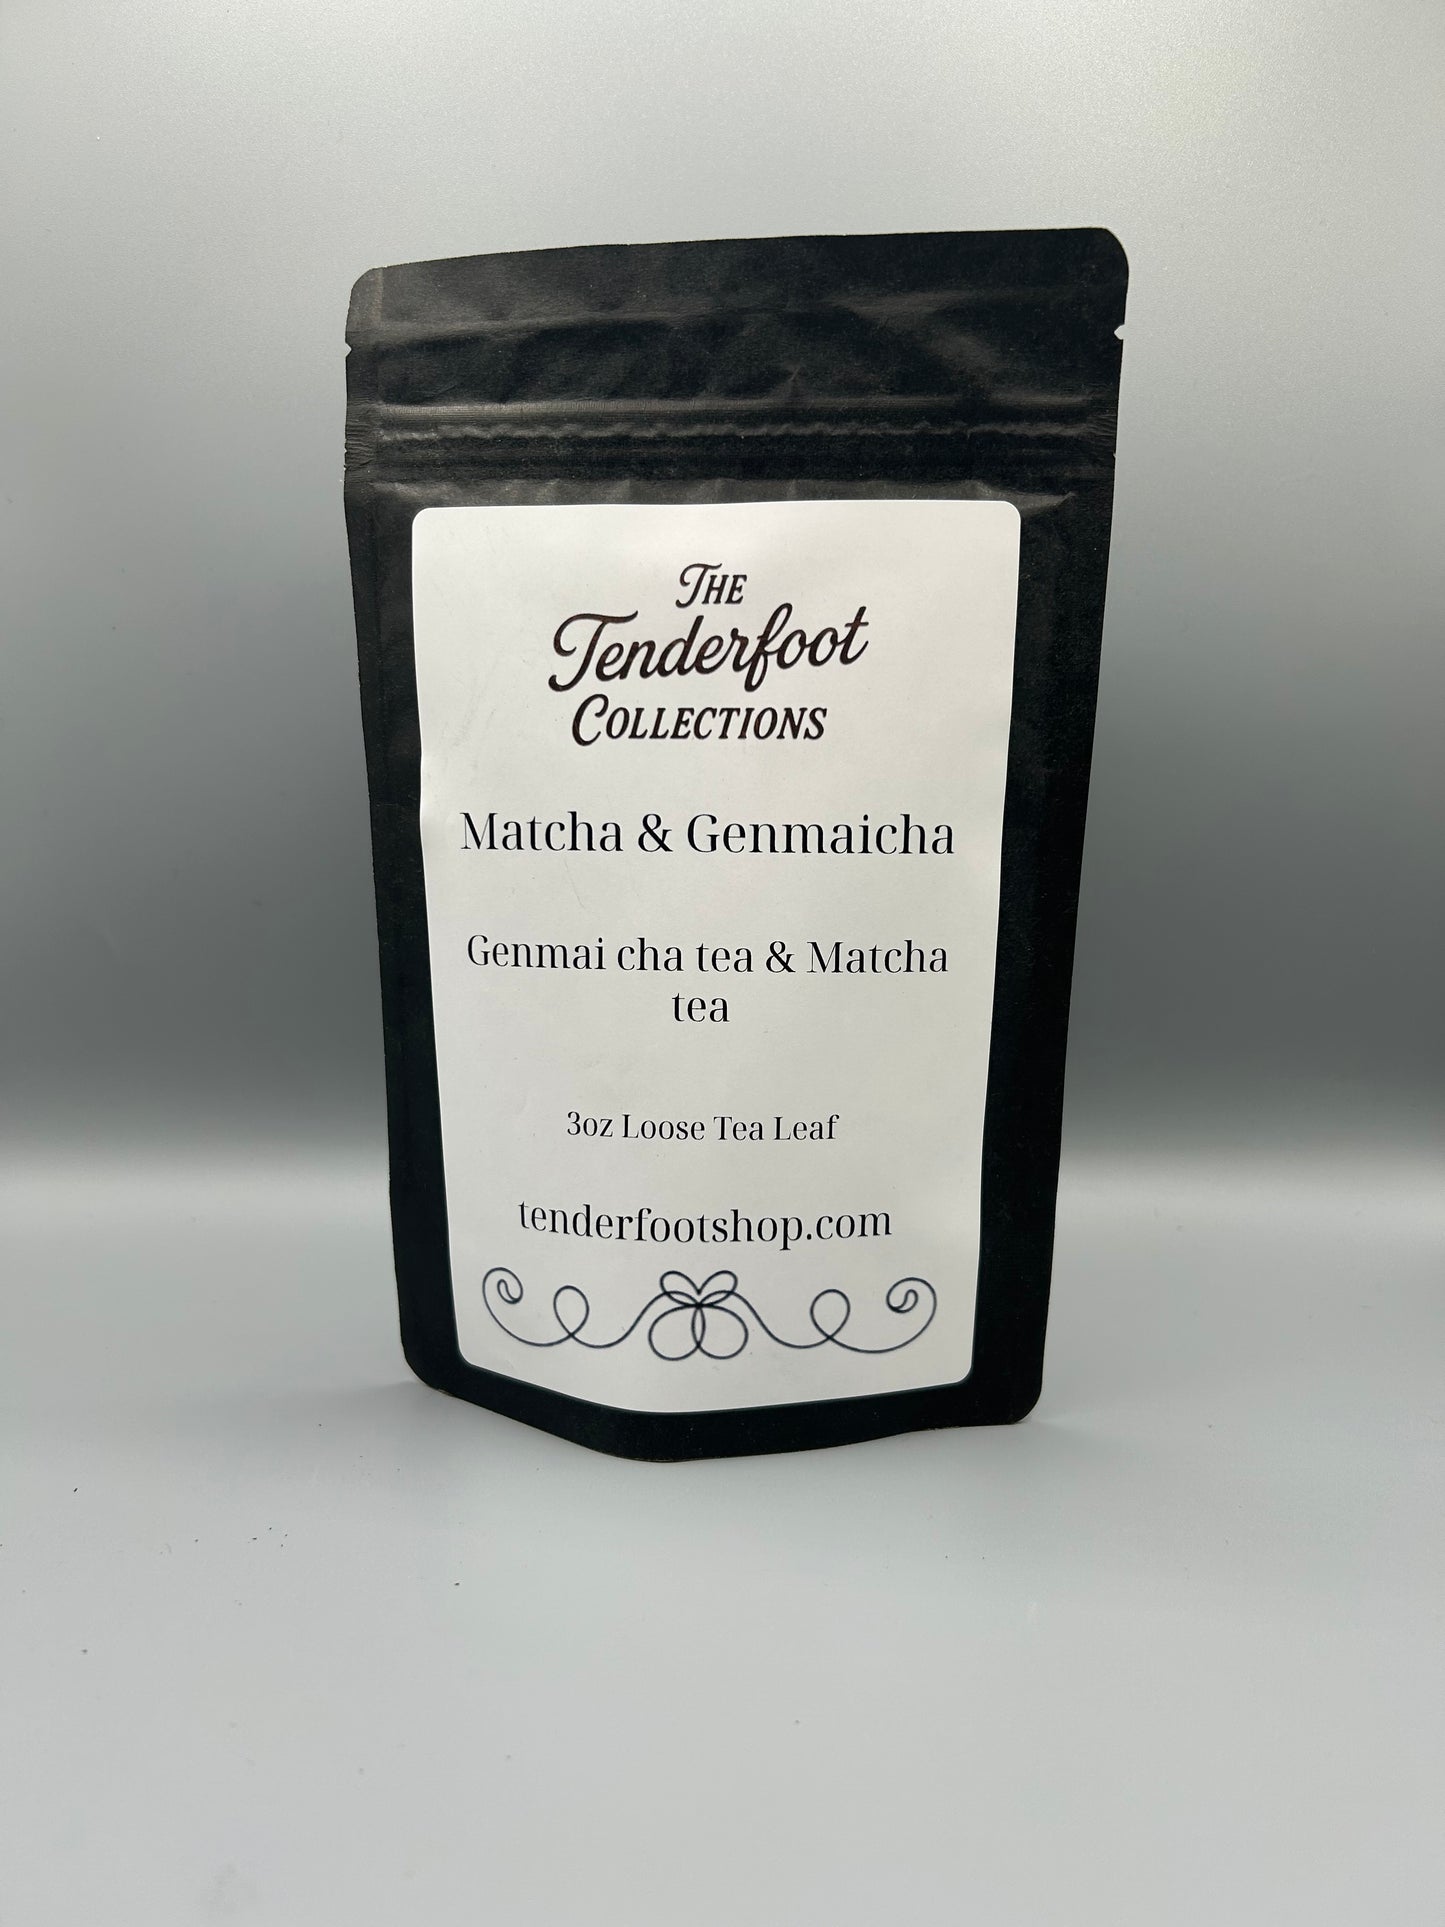 THE
Tenderfoot
COLLECTIONS
Matcha & Genmaicha
Genmai cha tea & Matcha
tea
3oz Loose Tea Leaf
tenderfootshop.com